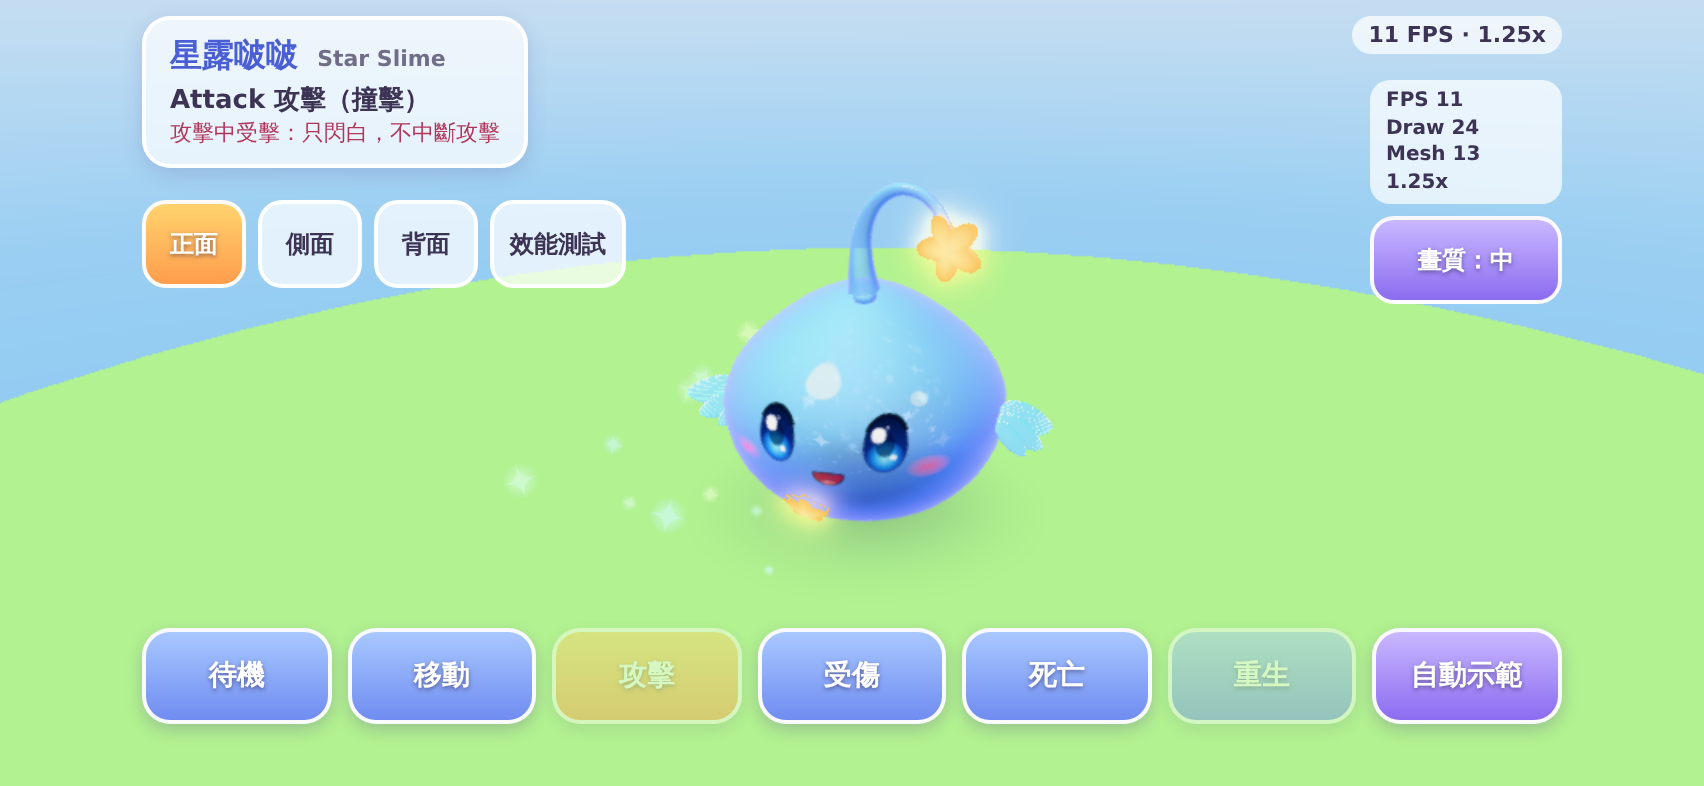 星露啵啵 Star Slime
Attack 攻擊（撞擊）
攻擊中受擊：只閃白，不中斷攻擊
11 FPS · 1.25x
FPS 11
Draw 24
Mesh 13
1.25x
正面 側面 背面 效能測試
畫質：中
待機 移動 攻擊 受傷 死亡 重生 自動示範